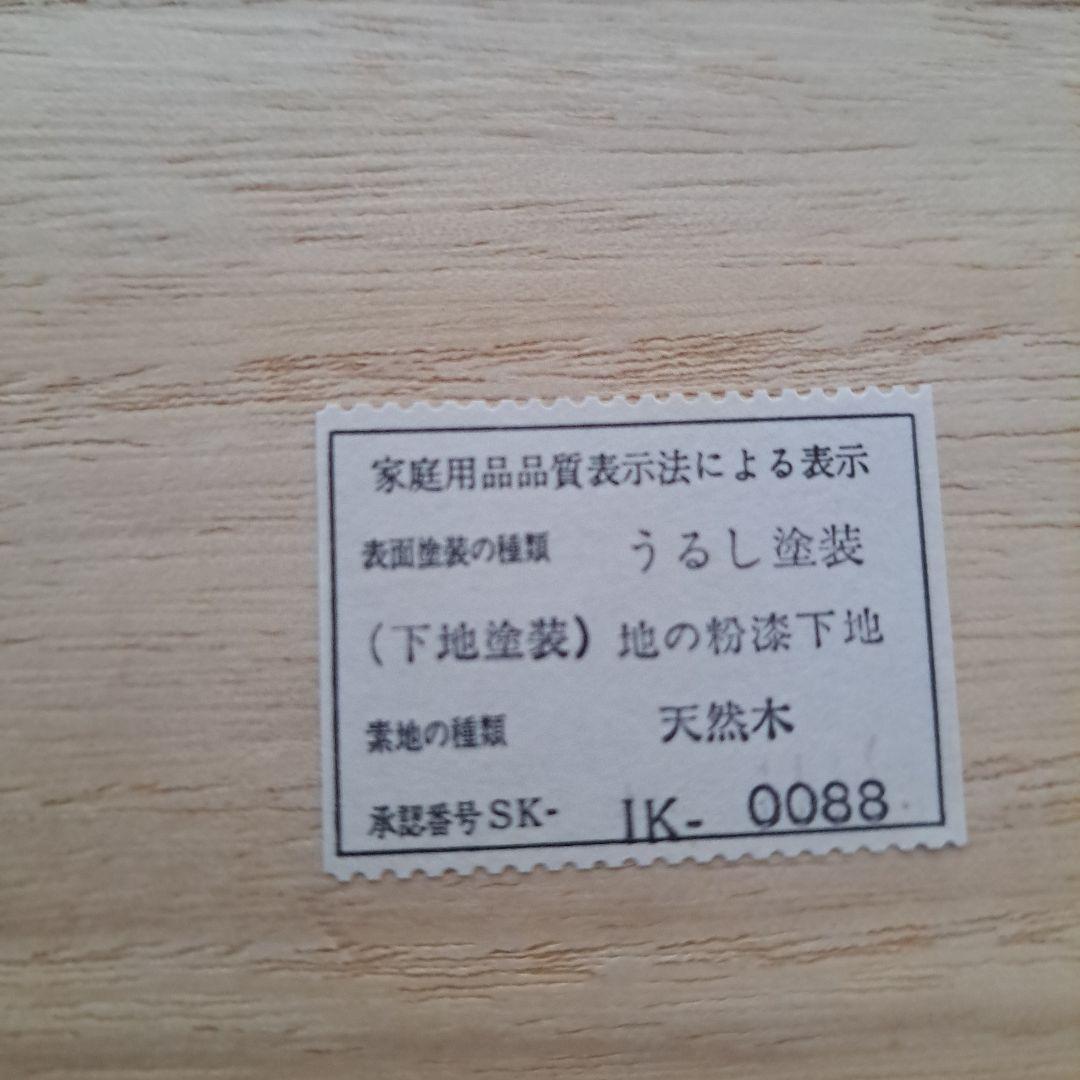 家庭用品品質表示法による表示
表面塗装の種類 うるし塗装
(下地塗装) 地の粉漆下地
素地の種類 天然木
承認番号SK- IK- 0088